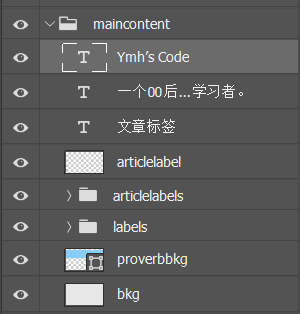 maincontent
Ymh's Code
一个00后...学习者。
文章标签
articlelabel
articlelabels
labels
proverbbkg
bkg